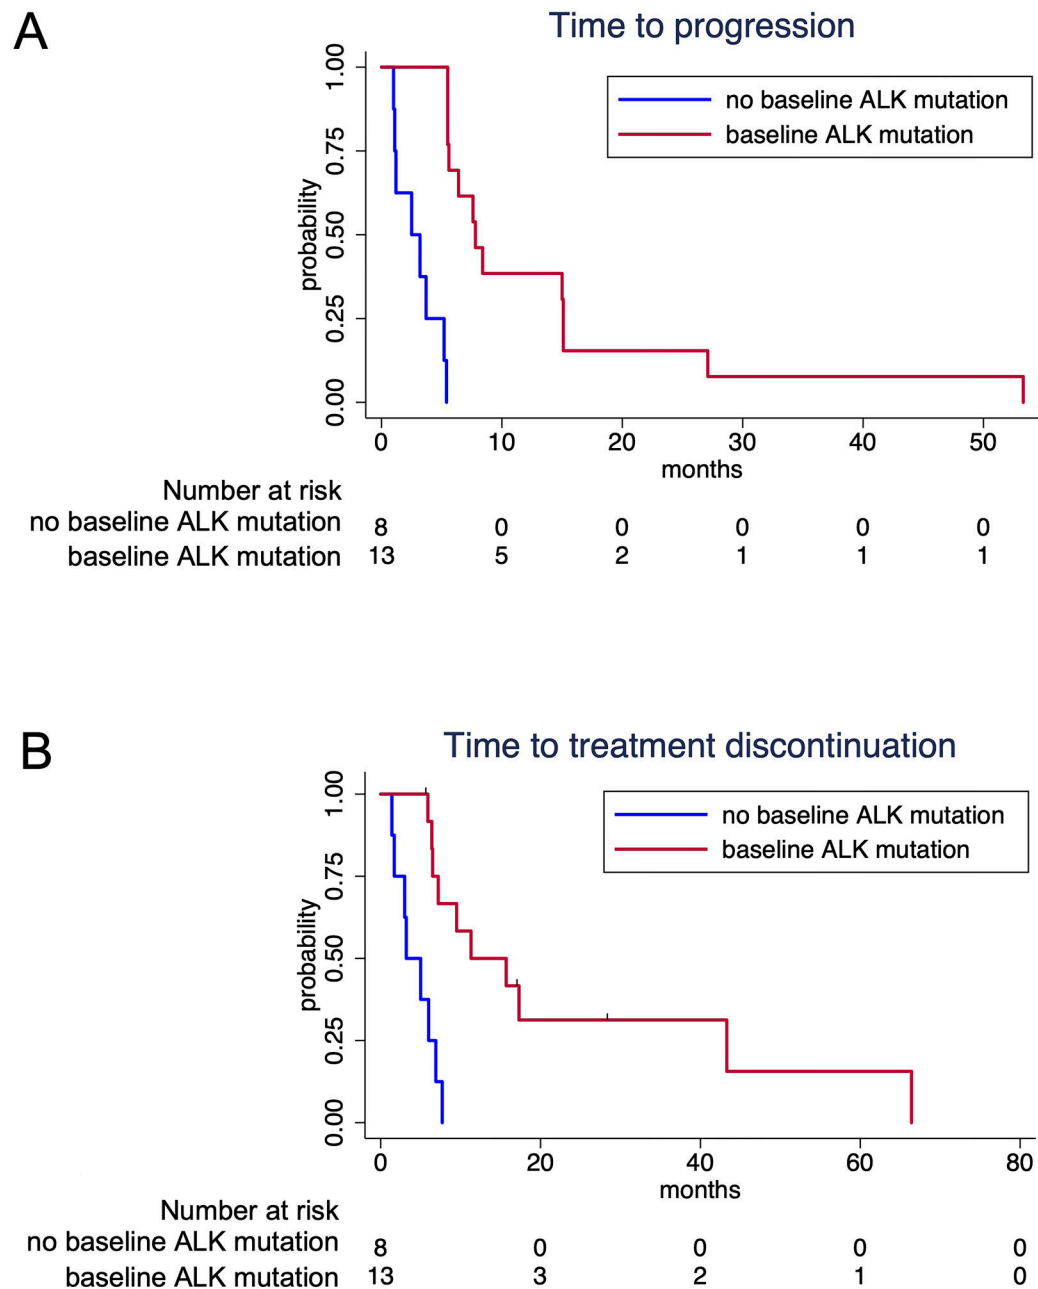 A
Time to progression
no baseline ALK mutation
baseline ALK mutation
probability
1.00
0.75
0.50
0.25
0.00
0 10 20 30 40 50
months
Number at risk
no baseline ALK mutation 8 0 0 0 0 0
baseline ALK mutation 13 5 2 1 1 1
B
Time to treatment discontinuation
no baseline ALK mutation
baseline ALK mutation
probability
1.00
0.75
0.50
0.25
0.00
0 20 40 60 80
months
Number at risk
no baseline ALK mutation 8 0 0 0 0
baseline ALK mutation 13 3 2 1 0